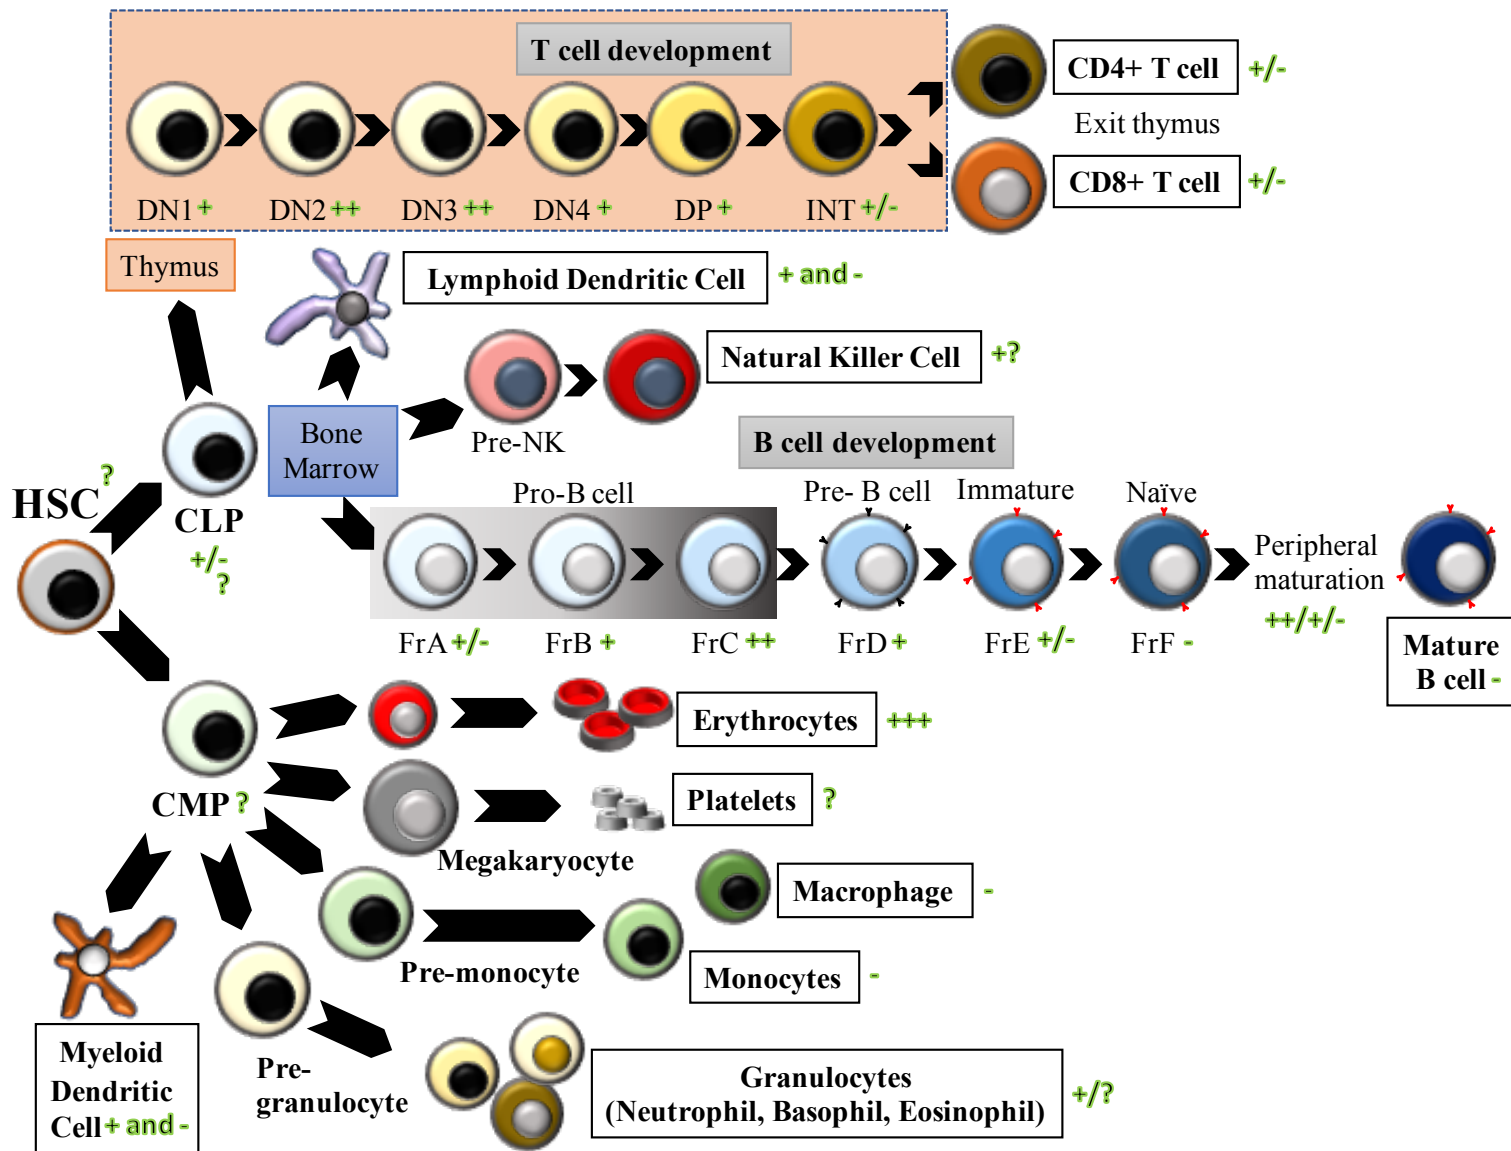 T cell development
CD4+ T cell +/-
Exit thymus
CD8+ T cell +/-
DN1 +
DN2 ++
DN3 ++
DN4 +
DP +
INT +/-
Thymus
Lymphoid Dendritic Cell + and -
Natural Killer Cell +?
Pre-NK
Bone
Marrow
B cell development
HSC ?
CLP
+/-
?
Pro-B cell
Pre- B cell
Immature
Naïve
Peripheral
maturation
++/+/-
FrA +/-
FrB +
FrC ++
FrD +
FrE +/-
FrF -
Mature
B cell -
Erythrocytes +++
CMP ?
Platelets ?
Megakaryocyte
Macrophage -
Pre-monocyte
Monocytes -
Myeloid
Dendritic
Cell + and -
Pre-
granulocyte
Granulocytes
(Neutrophil, Basophil, Eosinophil) +/?